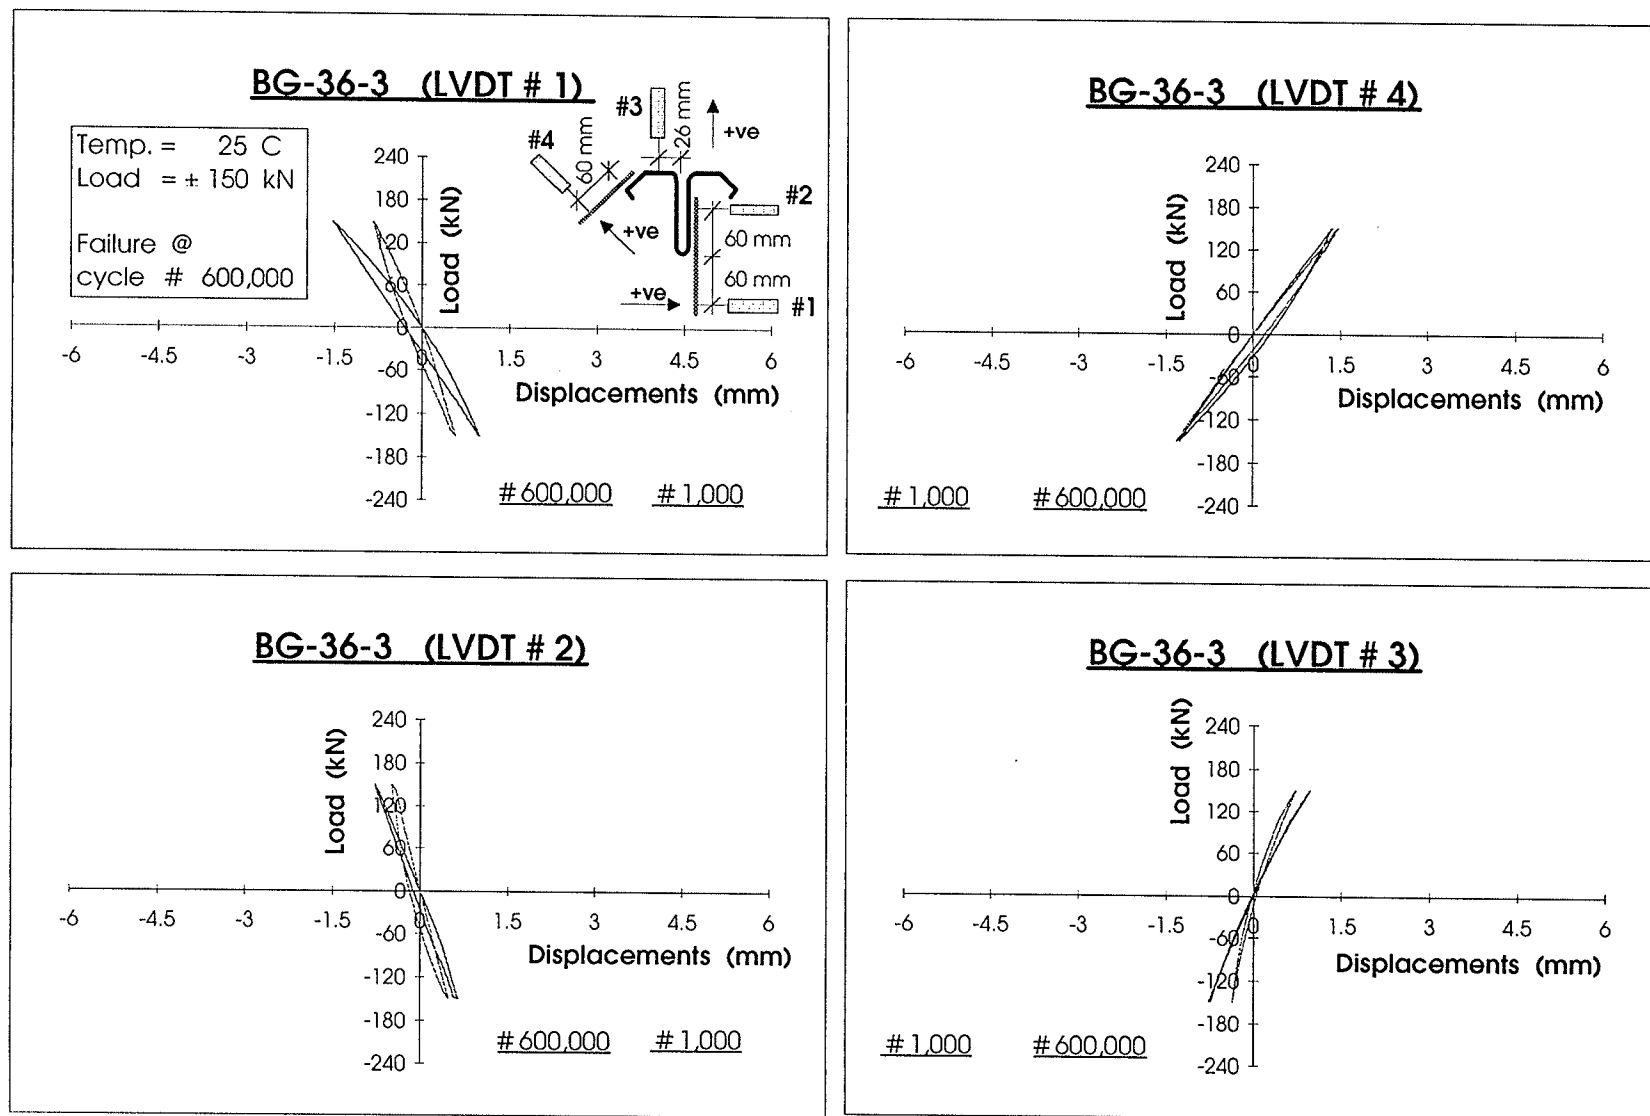 BG-36-3 (LVDT # 1)
Temp. = 25 C
Load = ± 150 kN
Failure @
cycle # 600,000
#4
60 mm
#3
26 mm
+ve
#2
+ve
60 mm
60 mm
+ve
#1
Load (kN)
240
180
120
60
0
-60
-120
-180
-240
-6
-4.5
-3
-1.5
0
3
4.5
6
Displacements (mm)
# 600,000 # 1,000
BG-36-3 (LVDT # 4)
Load (kN)
240
180
120
60
0
-60
-120
-180
-240
-6
-4.5
-3
-1.5
0
1.5
3
4.5
6
Displacements (mm)
# 1,000 # 600,000
BG-36-3 (LVDT # 2)
Load (kN)
240
180
120
60
0
-60
-120
-180
-240
-6
-4.5
-3
-1.5
0
3
4.5
6
Displacements (mm)
# 600,000 # 1,000
BG-36-3 (LVDT # 3)
Load (kN)
240
180
120
60
0
-60
-120
-180
-240
-6
-4.5
-3
-1.5
0
1.5
3
4.5
6
Displacements (mm)
# 1,000 # 600,000